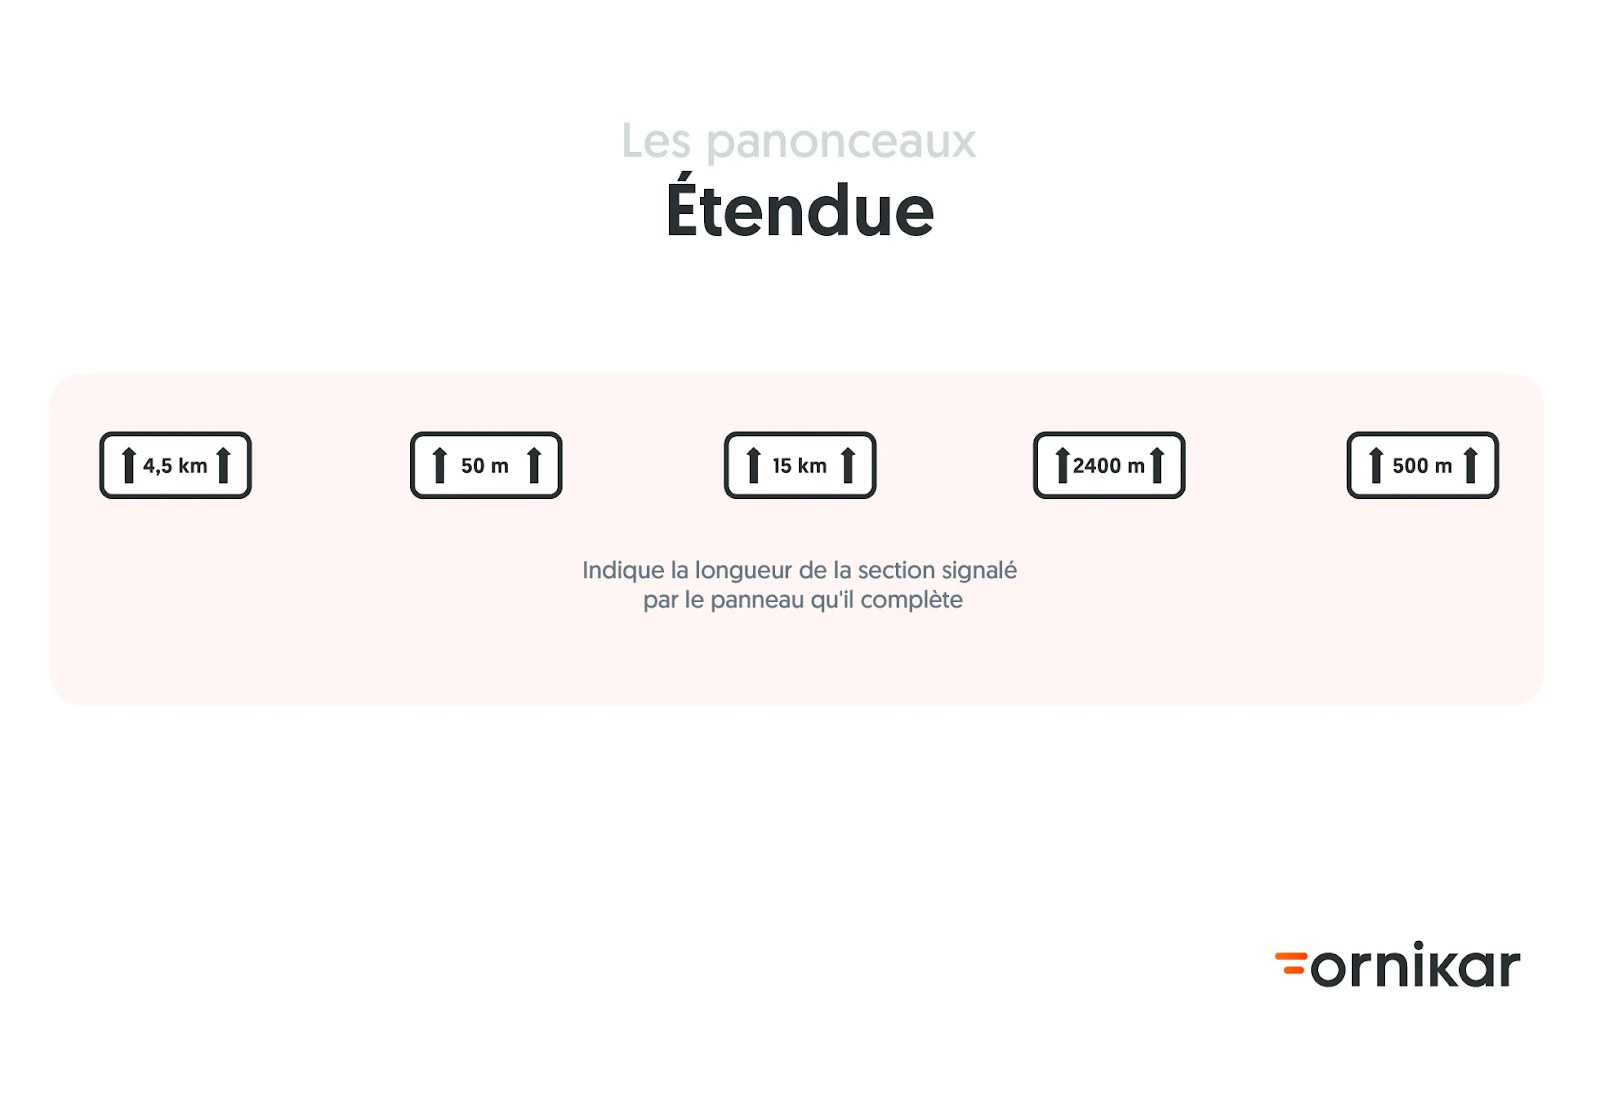 Les panonceaux
Étendue
4,5 km
50 m
15 km
2400 m
500 m
Indique la longueur de la section signalé
par le panneau qu'il complète
ornikar